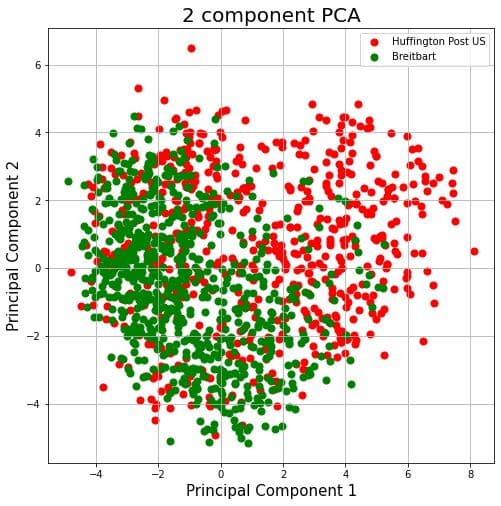 2 component PCA
Huffington Post US
Breitbart
Principal Component 2
6
4
2
0
−2
−4
−4
−2
0
2
4
6
8
Principal Component 1